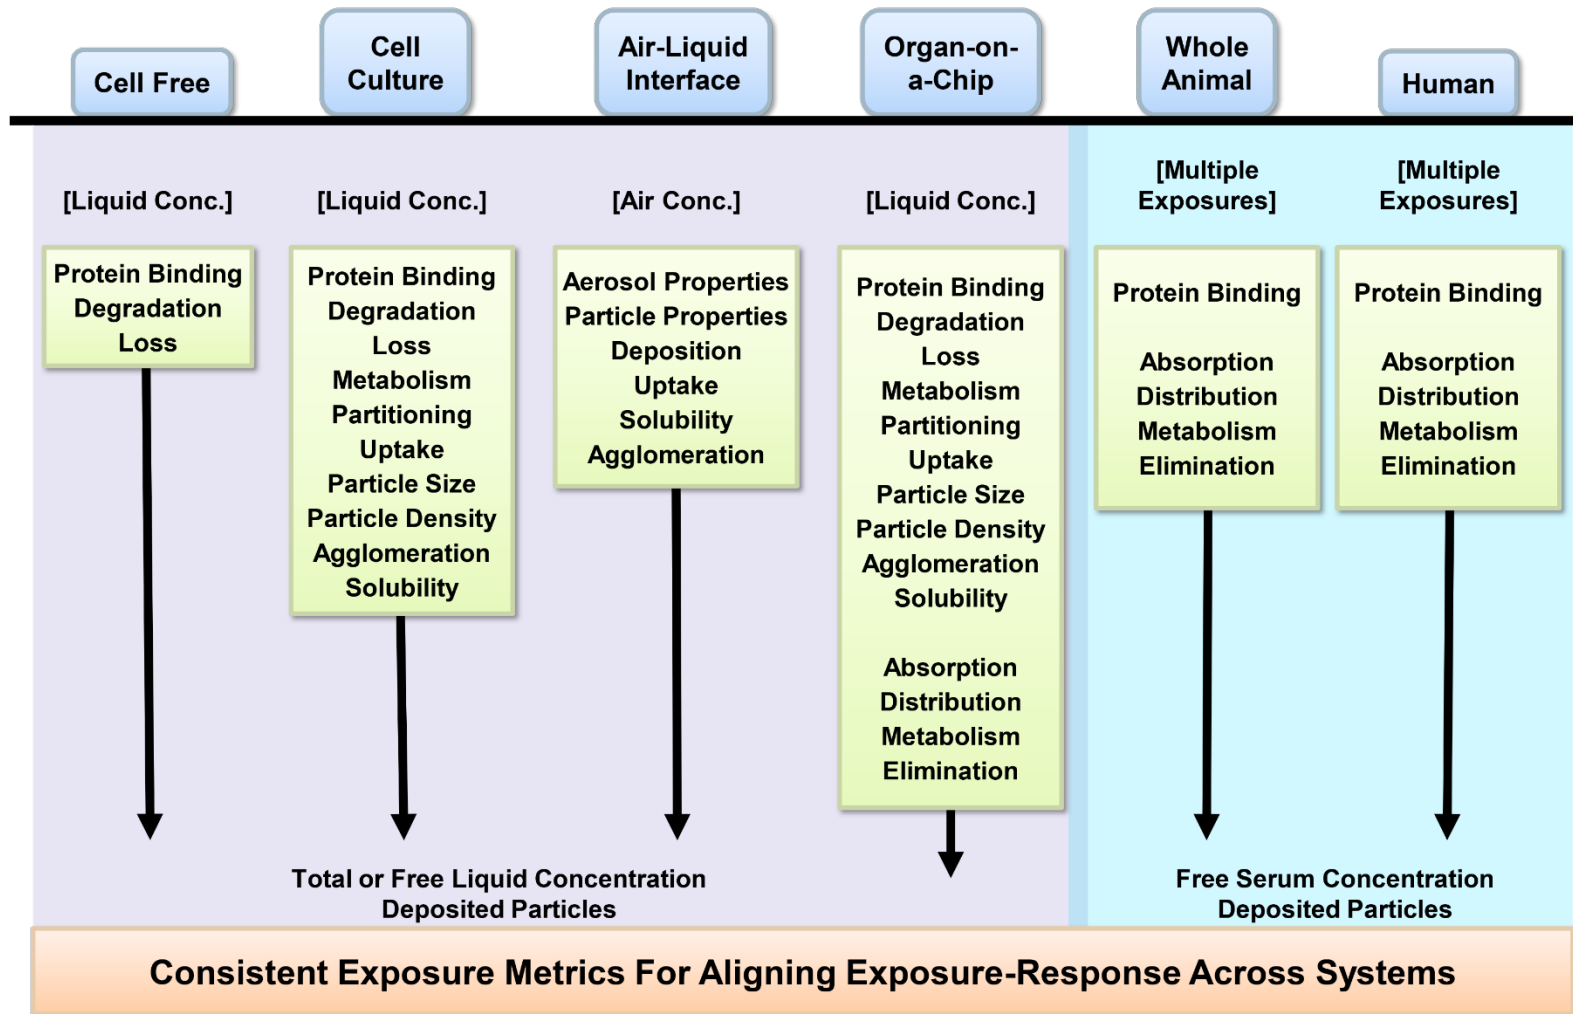 Cell Free
Cell
Culture
Air-Liquid
Interface
Organ-on-
a-Chip
Whole
Animal
Human
[Liquid Conc.]
[Liquid Conc.]
[Air Conc.]
[Liquid Conc.]
[Multiple
Exposures]
[Multiple
Exposures]
Protein Binding
Degradation
Loss
Protein Binding
Degradation
Loss
Metabolism
Partitioning
Uptake
Particle Size
Particle Density
Agglomeration
Solubility
Aerosol Properties
Particle Properties
Deposition
Uptake
Solubility
Agglomeration
Protein Binding
Degradation
Loss
Metabolism
Partitioning
Uptake
Particle Size
Particle Density
Agglomeration
Solubility
Absorption
Distribution
Metabolism
Elimination
Protein Binding
Absorption
Distribution
Metabolism
Elimination
Protein Binding
Absorption
Distribution
Metabolism
Elimination
Total or Free Liquid Concentration
Deposited Particles
Free Serum Concentration
Deposited Particles
Consistent Exposure Metrics For Aligning Exposure-Response Across Systems